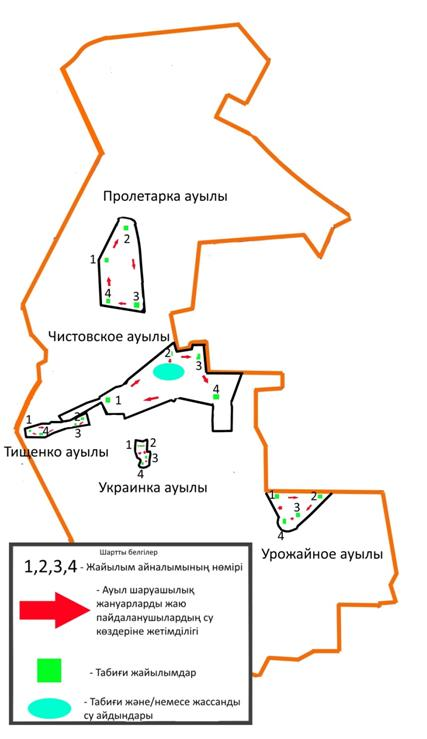 Пролетарка ауылы
2
1
4 3
Чистовское ауылы
2
3
1
4
1 2
4 3
Тищенко ауылы
1 2
3
4
Украинка ауылы
1 2
3
4
Урожайное ауылы
Шартты белгілер
1,2,3,4 - Жайылым айналымының нөмірі
- Ауыл шаруашылық
жануарларды жаю
пайдаланушылардың су
көздеріне жетімділігі
- Табиғи жайылымдар
- Табиғи және/немесе жассанды
су айдындары